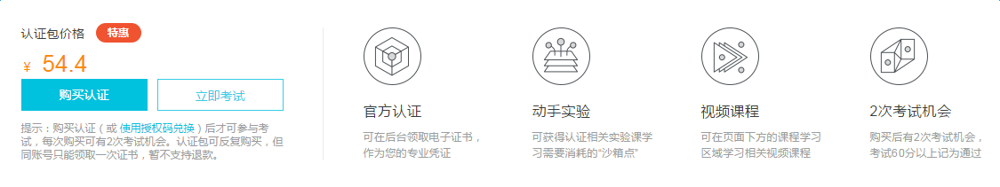 认证包价格 特惠
¥ 54.4
购买认证 立即考试
提示：购买认证（或 使用授权码兑换）后才可参与考
试，每次购买可有2次考试机会。认证包可反复购买，但
同账号只能领取一次证书，暂不支持退款。
官方认证
可在后台领取电子证书，
作为您的专业凭证
动手实验
可获得认证相关实验课学
习需要消耗的“沙箱点”
视频课程
可在页面下方的课程学习
区域学习相关视频课程
2次考试机会
购买后有2次考试机会，
考试60分以上记为通过